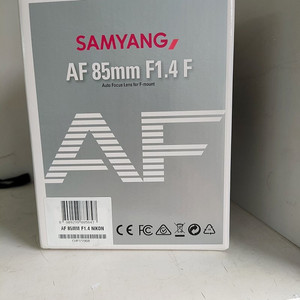 SAMYANG
AF 85mm F1.4 F
Auto Focus Lens for F-mount
AF
AF 85MM F1.4 NIKON